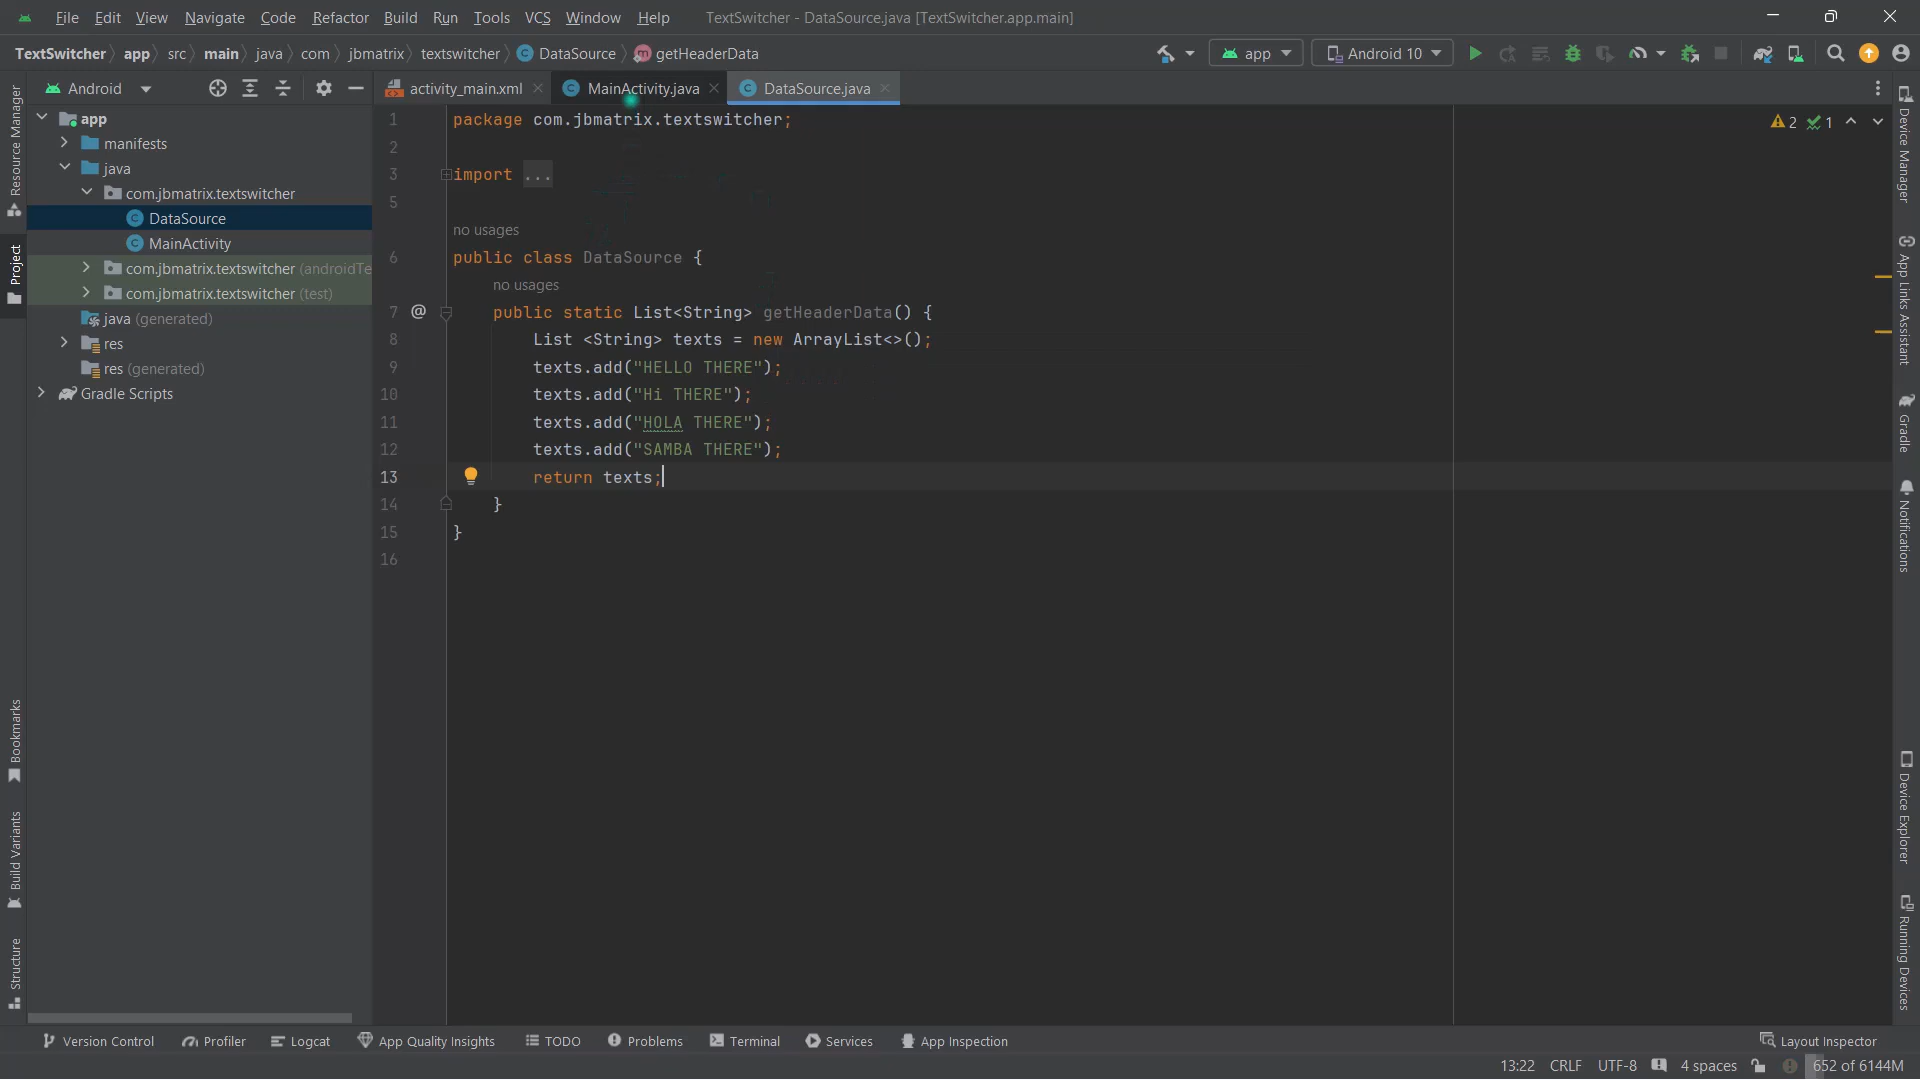 File Edit View Navigate Code Refactor Build Run Tools VCS Window Help TextSwitcher - DataSource.java [TextSwitcher.app.main]
TextSwitcher app src main java com jbmatrix textswitcher DataSource getHeaderData app Android 10
Android
activity_main.xml MainActivity.java DataSource.java
app
manifests
java
com.jbmatrix.textswitcher
DataSource
MainActivity
com.jbmatrix.textswitcher (androidTe
com.jbmatrix.textswitcher (test)
java (generated)
res
res (generated)
Gradle Scripts
Resource Manager
Project
Bookmarks
Build Variants
Structure
1 package com.jbmatrix.textswitcher;
2
3 import ...
5
no usages
6 public class DataSource {
no usages
7 @ public static List<String> getHeaderData() {
8 List <String> texts = new ArrayList<>();
9 texts.add("HELLO THERE");
10 texts.add("Hi THERE");
11 texts.add("HOLA THERE");
12 texts.add("SAMBA THERE");
13 return texts;
14 }
15 }
16
2 1
Device Manager
App Links Assistant
Gradle
Notifications
Device Explorer
Running Devices
Version Control Profiler Logcat App Quality Insights TODO Problems Terminal Services App Inspection Layout Inspector
13:22 CRLF UTF-8 4 spaces 652 of 6144M